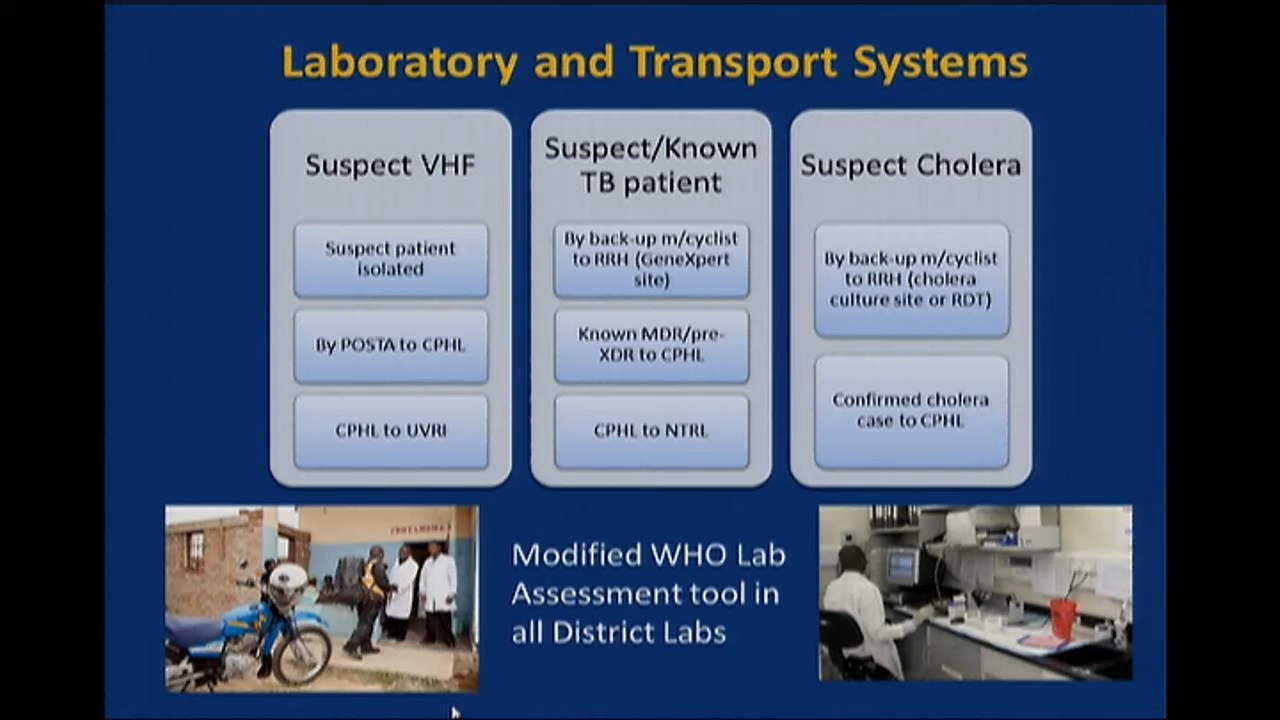 Laboratory and Transport Systems
Suspect VHF
Suspect patient
isolated
By POSTA to CPHL
CPHL to UVRI
Suspect/Known
TB patient
By back-up m/cyclist
to RRH (GeneXpert
site)
Known MDR/pre-
XDR to CPHL
CPHL to NTRL
Suspect Cholera
By back-up m/cyclist
to RRH (cholera
culture site or RDT)
Confirmed cholera
case to CPHL
Modified WHO Lab
Assessment tool in
all District Labs